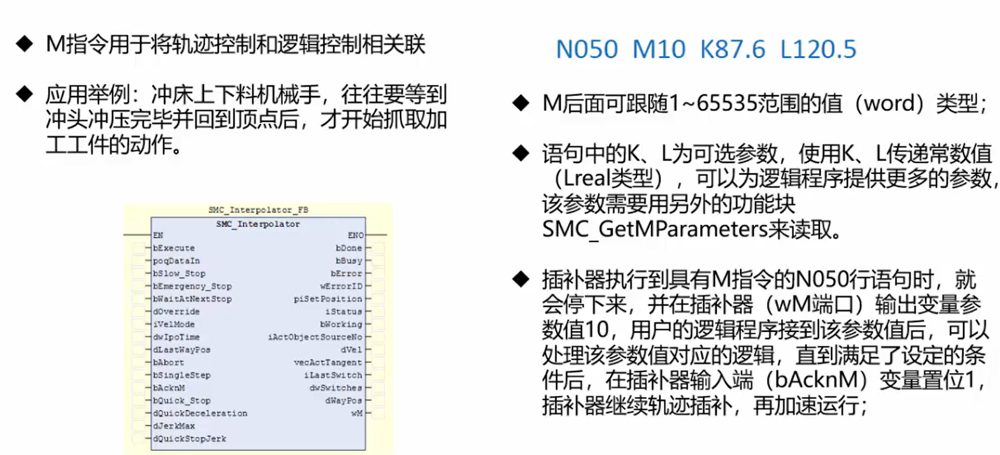 ◆ M指令用于将轨迹控制和逻辑控制相关联
◆ 应用举例：冲床上下料机械手，往往要等到
冲头冲压完毕并回到顶点后，才开始抓取加
工工件的动作。
SMC_Interpolator_FB
SMC_Interpolator
EN ENO
bExecute bDone
poqDataIn bBusy
bSlow_Stop bError
bEmergency_Stop wErrorID
bWaitAtNextStop piSetPosition
dOverride iStatus
iVelMode bWorking
dwIpoTime iActObjectSourceNo
dLastWayPos dVel
bAbort vecActTangent
bSingleStep iLastSwitch
bAcknM dwSwitches
bQuick_Stop dWayPos
dQuickDeceleration wM
dJerkMax
dQuickStopJerk
N050 M10 K87.6 L120.5
◆ M后面可跟随1~65535范围的值（word）类型；
◆ 语句中的K、L为可选参数，使用K、L传递常数值
（Lreal类型），可以为逻辑程序提供更多的参数，
该参数需要用另外的功能块
SMC_GetMParameters来读取。
◆ 插补器执行到具有M指令的N050行语句时，就
会停下来，并在插补器（wM端口）输出变量参
数值10，用户的逻辑程序接到该参数值后，可以
处理该参数值对应的逻辑，直到满足了设定的条
件后，在插补器输入端（bAcknM）变量置位1，
插补器继续轨迹插补，再加速运行；